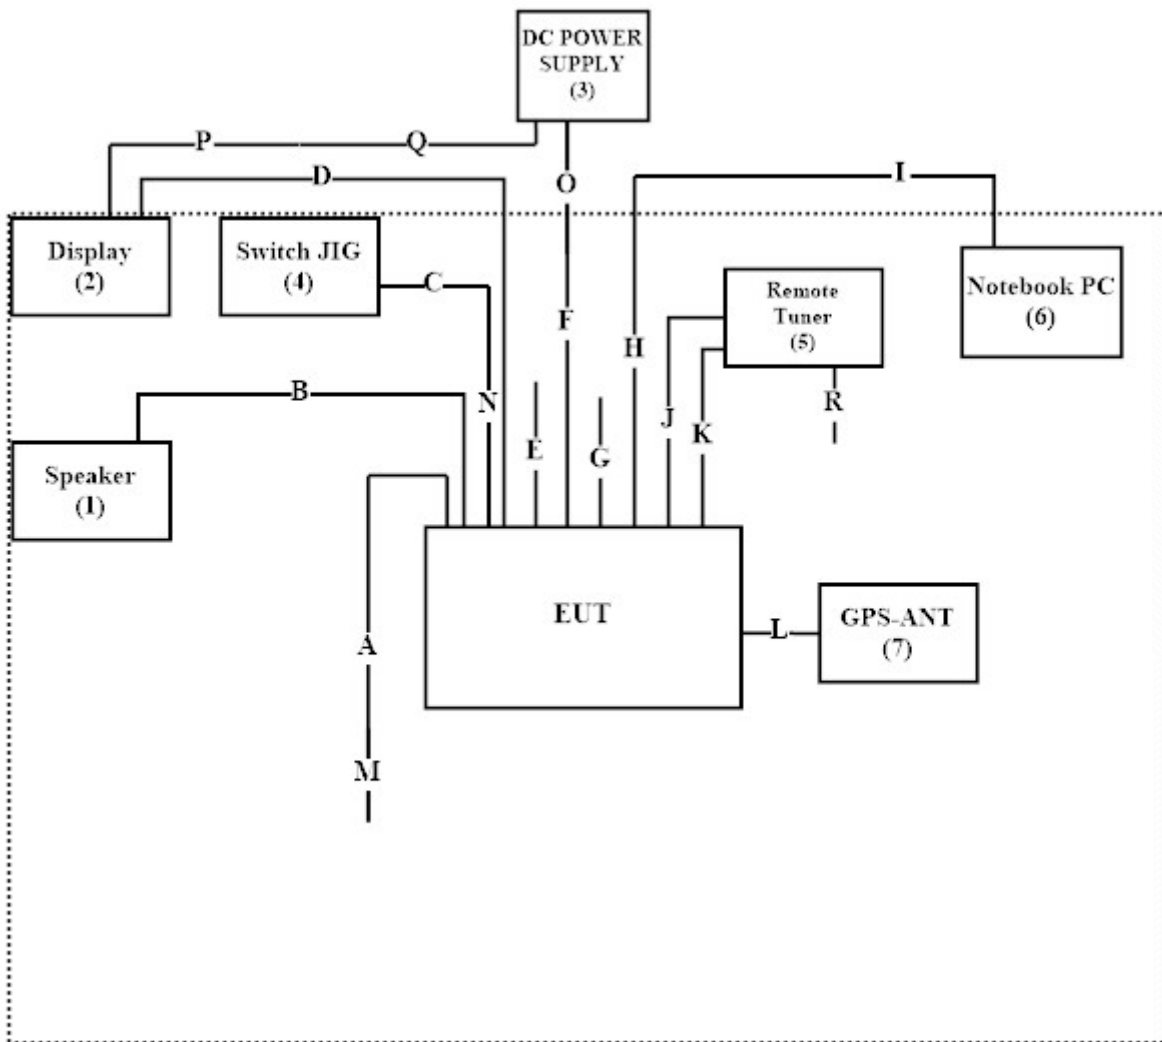 DC POWER
SUPPLY
(3)
P
Q
D
O
I
Display
(2)
Switch JIG
(4)
C
Remote
Tuner
(5)
Notebook PC
(6)
F
H
B
N
J
K
R
E
G
Speaker
(1)
EUT
A
L
GPS-ANT
(7)
M